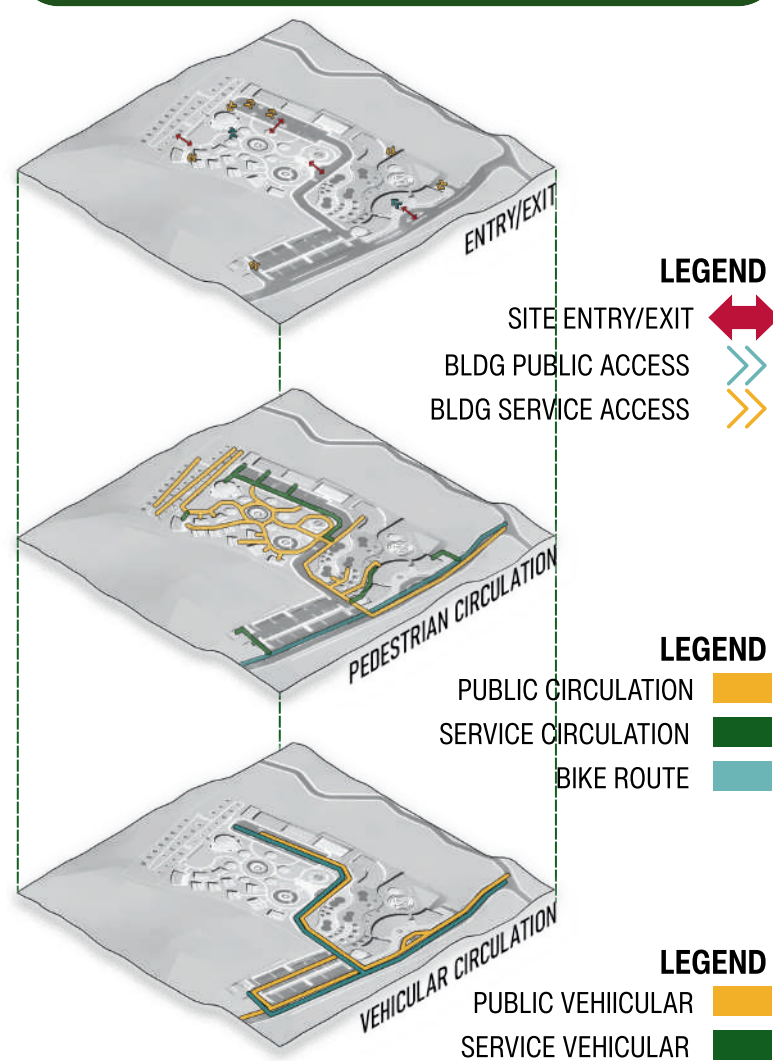 ENTRY/EXIT
LEGEND
SITE ENTRY/EXIT
BLDG PUBLIC ACCESS
BLDG SERVICE ACCESS
PEDESTRIAN CIRCULATION
LEGEND
PUBLIC CIRCULATION
SERVICE CIRCULATION
BIKE ROUTE
VEHICULAR CIRCULATION
LEGEND
PUBLIC VEHIICULAR
SERVICE VEHICULAR